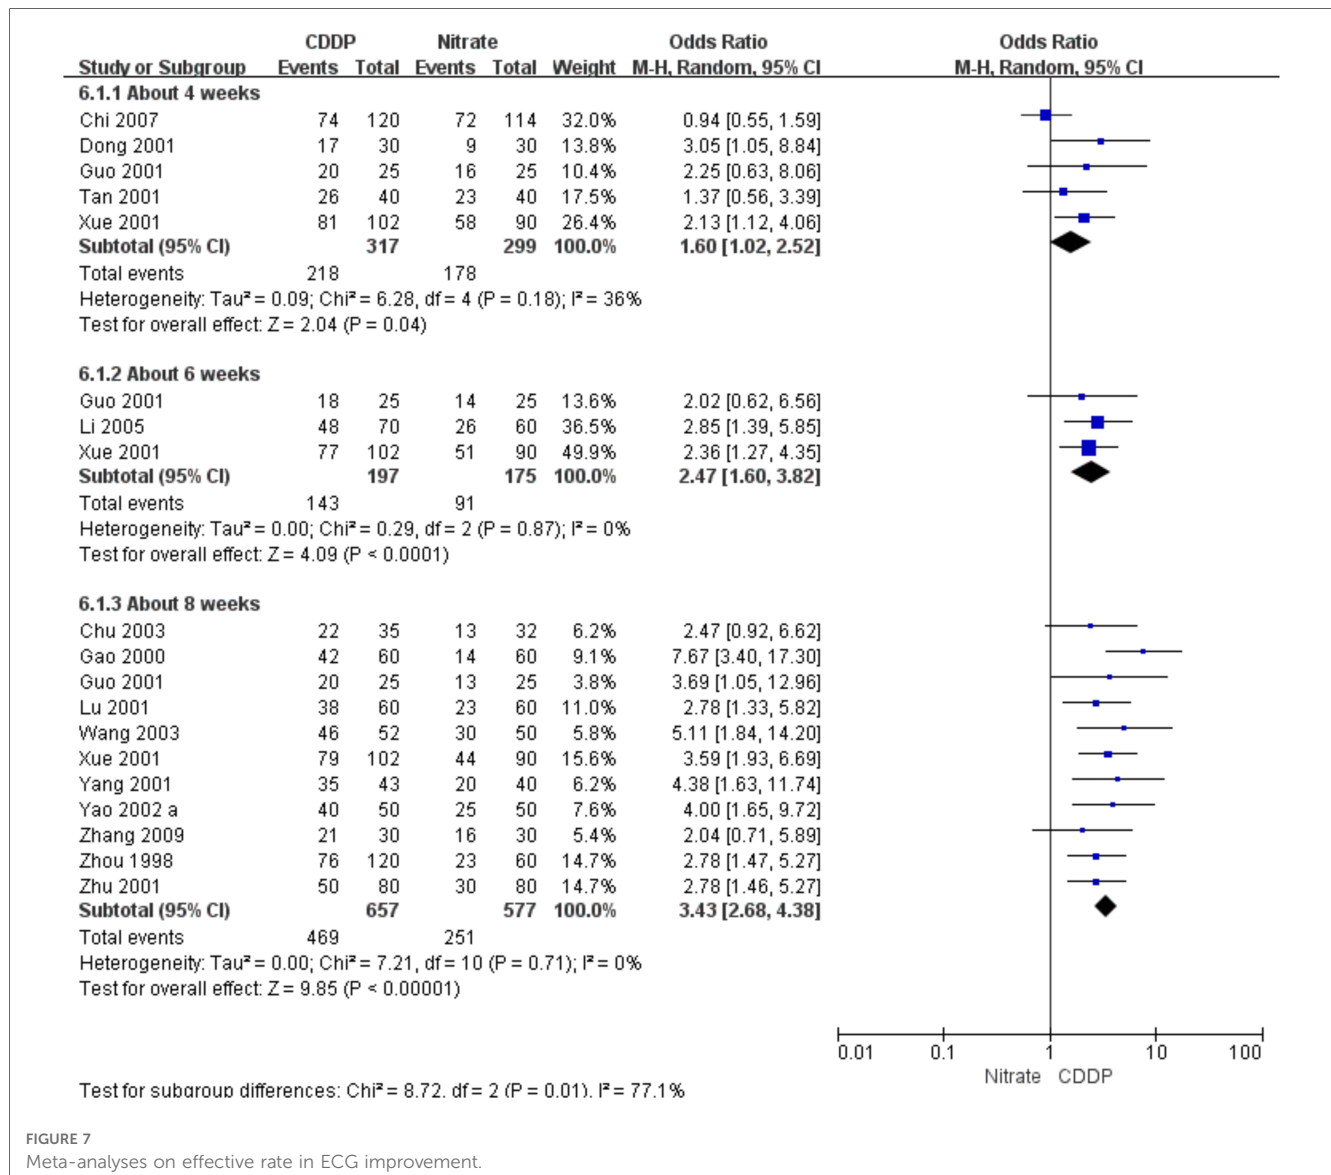 CDDP Nitrate Odds Ratio Odds Ratio
Study or Subgroup Events Total Events Total Weight M-H, Random, 95% CI M-H, Random, 95% CI
6.1.1 About 4 weeks
Chi 2007 74 120 72 114 32.0% 0.94 [0.55, 1.59]
Dong 2001 17 30 9 30 13.8% 3.05 [1.05, 8.84]
Guo 2001 20 25 16 25 10.4% 2.25 [0.63, 8.06]
Tan 2001 26 40 23 40 17.5% 1.37 [0.56, 3.39]
Xue 2001 81 102 58 90 26.4% 2.13 [1.12, 4.06]
Subtotal (95% CI) 317 299 100.0% 1.60 [1.02, 2.52]
Total events 218 178
Heterogeneity: Tau² = 0.09; Chi² = 6.28, df = 4 (P = 0.18); I² = 36%
Test for overall effect: Z = 2.04 (P = 0.04)
6.1.2 About 6 weeks
Guo 2001 18 25 14 25 13.6% 2.02 [0.62, 6.56]
Li 2005 48 70 26 60 36.5% 2.85 [1.39, 5.85]
Xue 2001 77 102 51 90 49.9% 2.36 [1.27, 4.35]
Subtotal (95% CI) 197 175 100.0% 2.47 [1.60, 3.82]
Total events 143 91
Heterogeneity: Tau² = 0.00; Chi² = 0.29, df = 2 (P = 0.87); I² = 0%
Test for overall effect: Z = 4.09 (P < 0.0001)
6.1.3 About 8 weeks
Chu 2003 22 35 13 32 6.2% 2.47 [0.92, 6.62]
Gao 2000 42 60 14 60 9.1% 7.67 [3.40, 17.30]
Guo 2001 20 25 13 25 3.8% 3.69 [1.05, 12.96]
Lu 2001 38 60 23 60 11.0% 2.78 [1.33, 5.82]
Wang 2003 46 52 30 50 5.8% 5.11 [1.84, 14.20]
Xue 2001 79 102 44 90 15.6% 3.59 [1.93, 6.69]
Yang 2001 35 43 20 40 6.2% 4.38 [1.63, 11.74]
Yao 2002 a 40 50 25 50 7.6% 4.00 [1.65, 9.72]
Zhang 2009 21 30 16 30 5.4% 2.04 [0.71, 5.89]
Zhou 1998 76 120 23 60 14.7% 2.78 [1.47, 5.27]
Zhu 2001 50 80 30 80 14.7% 2.78 [1.46, 5.27]
Subtotal (95% CI) 657 577 100.0% 3.43 [2.68, 4.38]
Total events 469 251
Heterogeneity: Tau² = 0.00; Chi² = 7.21, df = 10 (P = 0.71); I² = 0%
Test for overall effect: Z = 9.85 (P < 0.00001)
0.01 0.1 1 10 100
Nitrate CDDP
Test for subgroup differences: Chi² = 8.72, df = 2 (P = 0.01), I² = 77.1%
FIGURE 7
Meta-analyses on effective rate in ECG improvement.